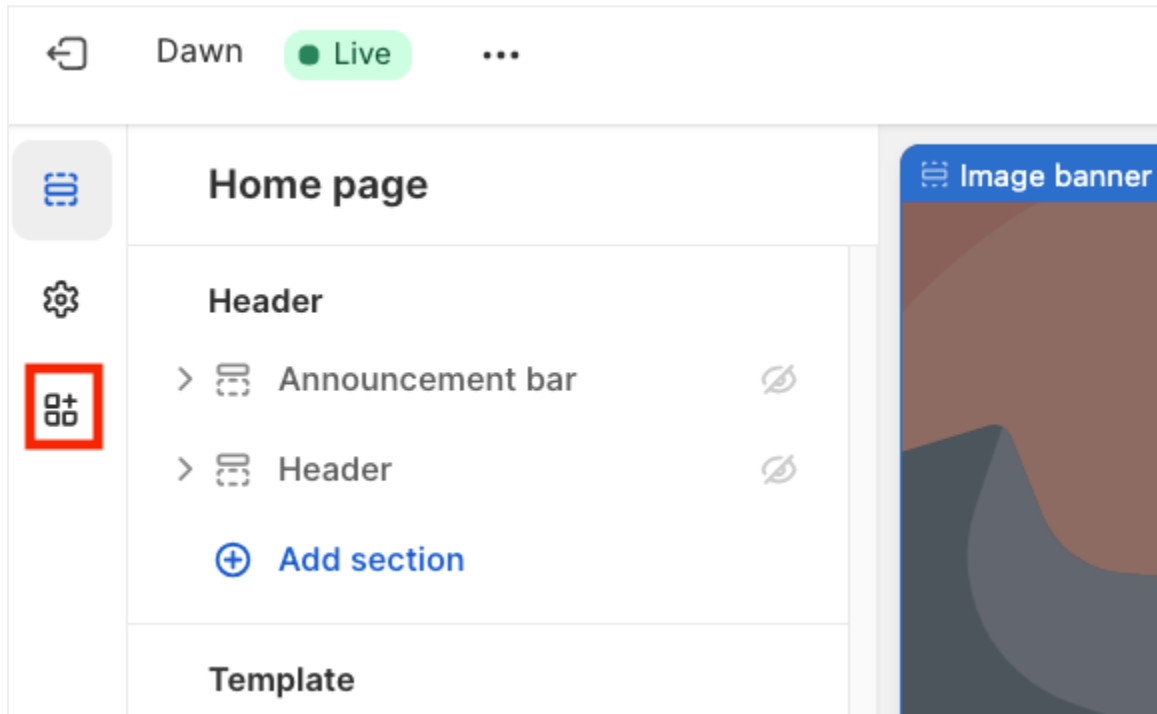 Dawn
Live
Home page
Image banner
Header
Announcement bar
Header
Add section
Template